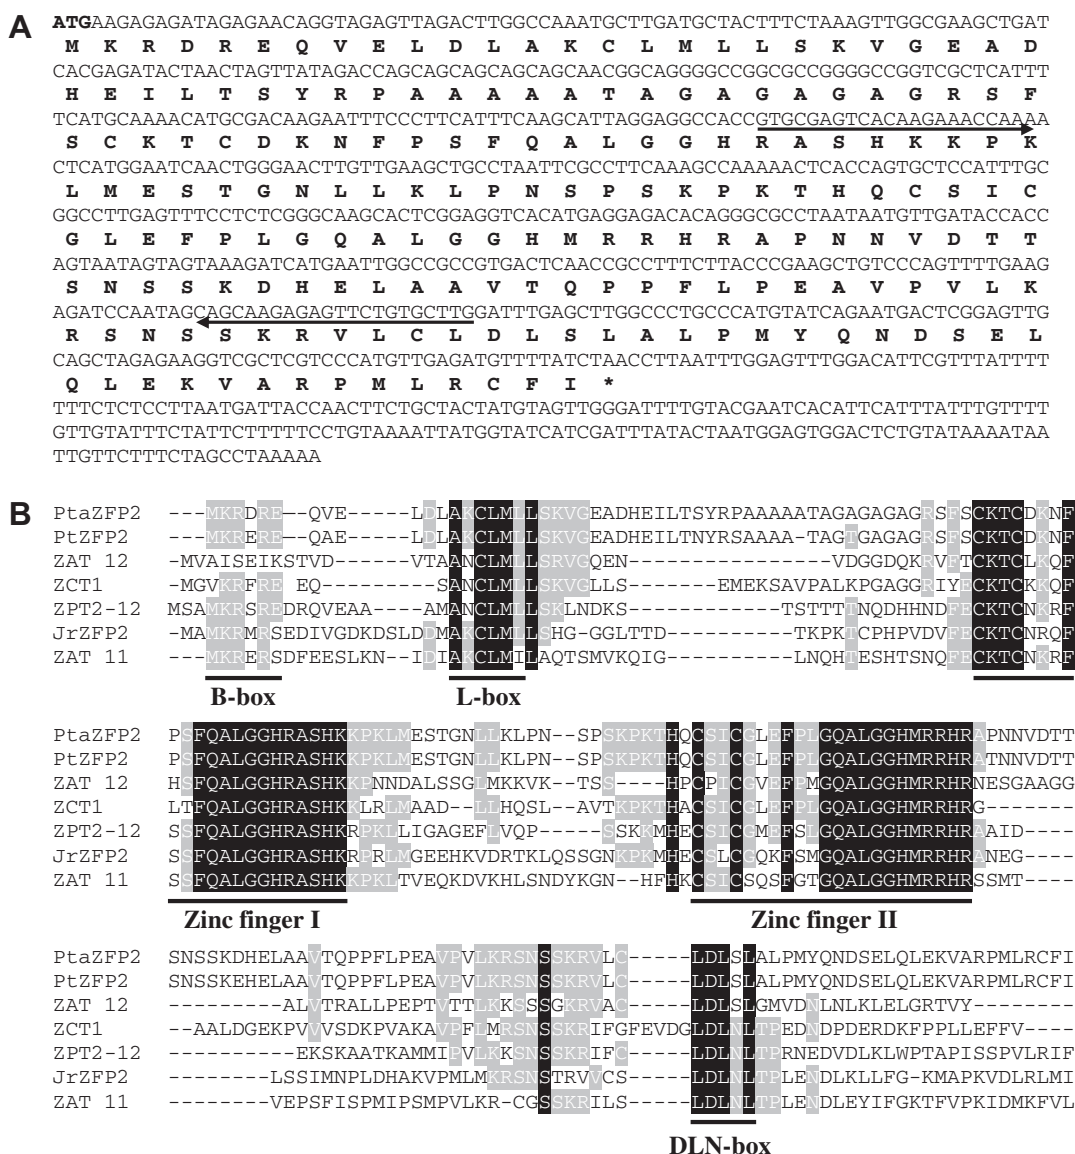 A
ATGAAGAGAGATAGAGAACAGGTAGAGTTAGACTTGGCCAAATGCTTGATGCTACTTTCTAAAGTTGGCGAAGCTGAT
M K R D R E Q V E L D L A K C L M L L S K V G E A D
CACGAGATACTAACTAGTTATAGACCAGCAGCAGCAGCAGCAACGGCAGGGGCCGGCGCCGGGGCCGGTCGCTCATTT
H E I L T S Y R P A A A A A T A G A G A G A G R S F
TCATGCAAAACATGCGACAAGAATTTCCCTTCATTTCAAGCATTAGGAGGCCACCGTGCGAGTCACAAGAAACCAAAA
S C K T C D K N F P S F Q A L G G H R A S H K K P K
CTCATGGAATCAACTGGGAACTTGTTGAAGCTGCCTAATTCGCCTTCAAAGCCAAAAACTCACCAGTGCTCCATTTGC
L M E S T G N L L K L P N S P S K P K T H Q C S I C
GGCCTTGAGTTTCCTCTCGGGCAAGCACTCGGAGGTCACATGAGGAGACACAGGGCGCCTAATAATGTTGATACCACC
G L E F P L G Q A L G G H M R R H R A P N N V D T T
AGTAATAGTAGTAAAGATCATGAATTGGCCGCCGTGACTCAACCGCCTTTCTTACCCGAAGCTGTCCCAGTTTTGAAG
S N S S K D H E L A A V T Q P P F L P E A V P V L K
AGATCCAATAGCAGCAAGAGAGTTCTGTGCTTGGATTTGAGCTTGGCCCTGCCCATGTATCAGAATGACTCGGAGTTG
R S N S S K R V L C L D L S L A L P M Y Q N D S E L
CAGCTAGAGAAGGTCGCTCGTCCCATGTTGAGATGTTTTATCTAACCTTAATTTGGAGTTTGGACATTCGTTTATTTT
Q L E K V A R P M L R C F I *
TTTCTCTCCTTAATGATTACCAACTTCTGCTACTATGTAGTTGGGATTTTGTACGAATCACATTCATTTATTTGTTTT
GTTGTATTTCTATTCTTTTTCCTGTAAAATTATGGTATCATCGATTTATACTAATGGAGTGGACTCTGTATAAAATAA
TTGTTCTTTCTAGCCTAAAAA
B
PtaZFP2 ---MKRDRE--QVE-----LDLAKCLMLLSKVGEADHEILTSYRPAAAAATAGAGAGAGRSFSCKTCDKNF
PtZFP2 ---MKRERE--QAE-----LDLAKCLMLLSKVGEADHEILTNYRSAAAA-TAGTGAGAGRSFSCKTCDKNF
ZAT 12 --MVAISEIKSTVD-----VTAANCLMLLSRVGQEN----------------VDGGDQKRVFTCKTCLKQF
ZCT1 --MGVKRFRE EQ------SANCLMLLSKVGLLS------EMEKSAVPALKPGAGGRIYECKTCKKQF
ZPT2-12 MSAMKRSREDRQVEAA---AMANCLMLLSKLNDKS------------TSTTTTNQDHHNDFECKTCNKRF
JrZFP2 -MAMKRMRSEDIVGDKDSLDDMAKCLMLLSHG-GGLTTD----------TKPKTCPHPVDVFECKTCNRQF
ZAT 11 ---MKRERSDFEESLKN--IDIAKCLMILAQTSMVKQIG---------LNQHTESHTSNQFECKTCNKRF
B-box L-box
PtaZFP2 PSFQALGGHRASHKKPKLMESTGNLLKLPN--SPSKPKTHQCSICGLEFPLGQALGGHMRRHRAPNNVDTT
PtZFP2 PSFQALGGHRASHKKPKLMESTGNLLKLPN--SPSKPKTHQCSICGLEFPLGQALGGHMRRHRATNNVDTT
ZAT 12 HSFQALGGHRASHKKPNNDALSSGLMKKVK-TSS----HPCPICGVEFPMGQALGGHMRRHRNESGAAGG
ZCT1 LTFQALGGHRASHKKLRLMAAD--LLHQSL-AVTKPKTHACSICGLEFPLGQALGGHMRRHRG-------
ZPT2-12 SSFQALGGHRASHKRPKLLIGAGEFLVQP-----SSKKMHECSICGMEFSLGQALGGHMRRHRAAID----
JrZFP2 SSFQALGGHRASHKRPRLMGEEHKVDRTKLQSSGNKPKMHECSLCGQKFSMGQALGGHMRRHRANEG----
ZAT 11 SSFQALGGHRASHKKPKLTVEQKDVKHLSNDYKGN--HFHKCSICSQSFGTGQALGGHMRRHRSSMT----
Zinc finger I Zinc finger II
PtaZFP2 SNSSKDHELAAVTQPPFLPEAVPVLKRSNSSKRVLC-----LDLSLALPMYQNDSELQLEKVARPMLRCFI
PtZFP2 SNSSKEHELAAVTQPPFLPEAVPVLKRSNSSKRVLC-----LDLSLALPMYQNDSELQLEKVARPMLRCFI
ZAT 12 ---------ALVTRALLPEPTVTTLKKSSSGKRVAC-----LDLSLGMVDNLNLKLELGRTVY--------
ZCT1 --AALDGEKPVVVSDKPVAKAVPFLMRSNSSKRIFGFEVDGLDLNLTPEDNDPDERDKFPPPLLEFFV----
ZPT2-12 ----------EKSKAATKAMMIPVLKKSNSSKRIFC-----LDLNLTPRNEDVDLKLWPTAPISSPVLRIF
JrZFP2 --------LSSIMNPLDHAKVPMLMKRSNSTRVVCS-----LDLNLTPLENDLKLLFG-KMAPKVDLRLMI
ZAT 11 --------VEPSFISPMIPSMPVLKR-CGSSKRILS-----LDLNLTPLENDLEYIFGKTFVPKIDMKFVL
DLN-box